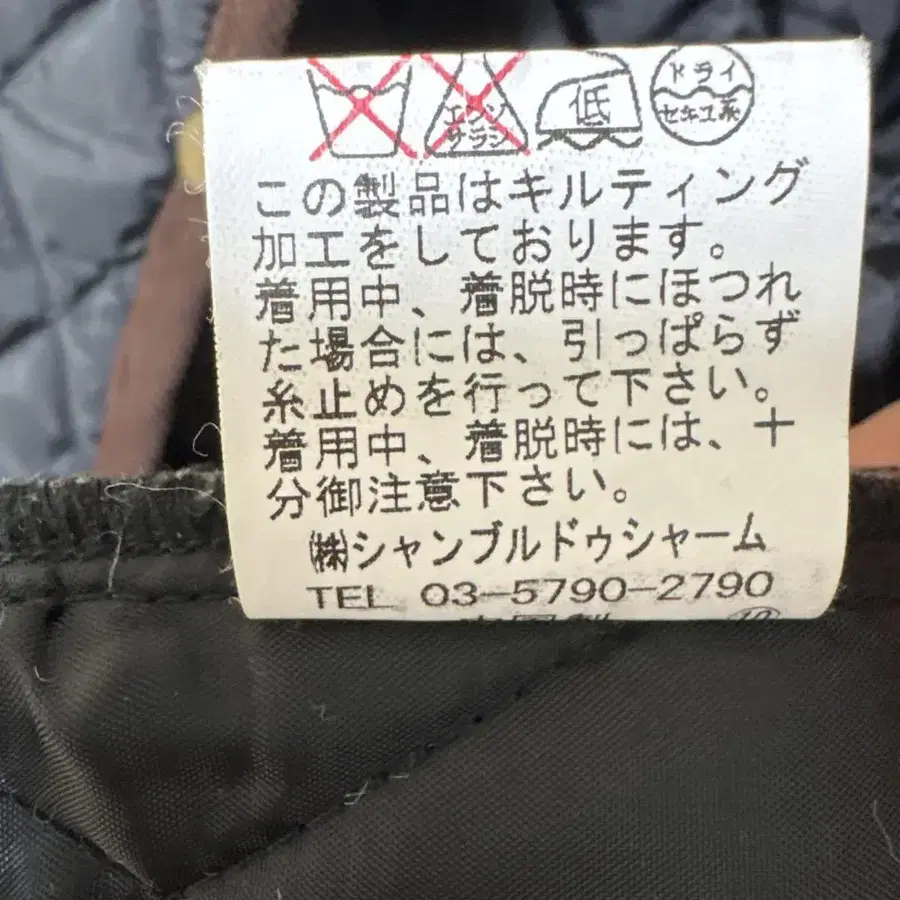 エンソ
サラシ
低
ドライ
セキユ系
この製品はキルティング
加工をしております。
着用中、着脱時にほつれ
た場合には、引っぱらず
糸止めを行って下さい。
着用中、着脱時には、十
分御注意下さい。
㈱シャンブルドゥシャーム
TEL 03-5790-2790